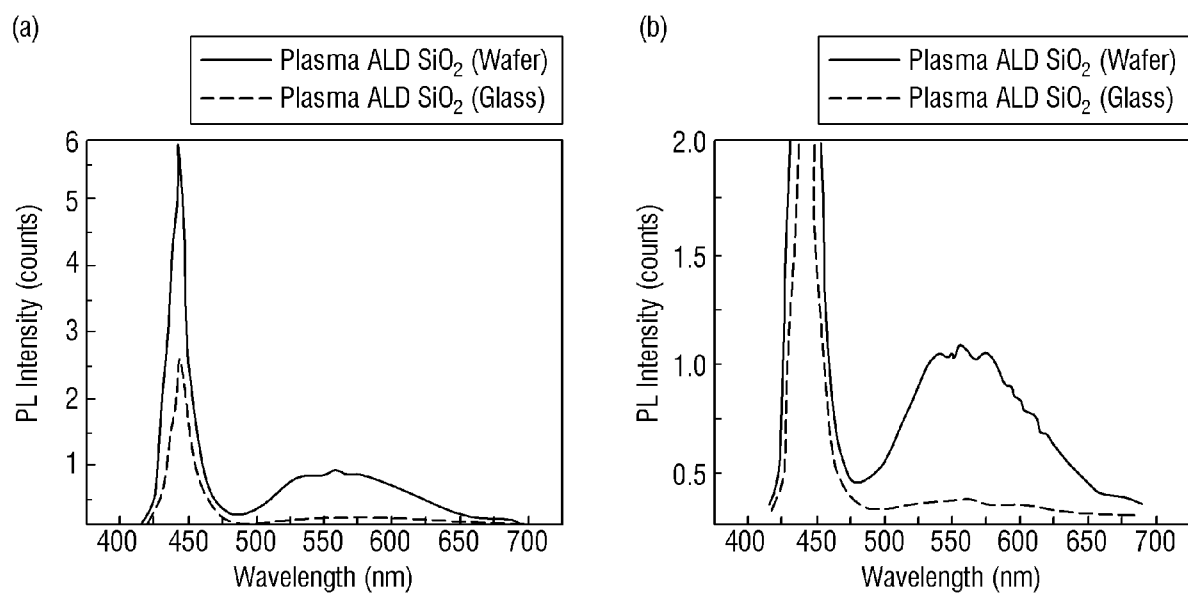 (a)
Plasma ALD SiO₂ (Wafer)
Plasma ALD SiO₂ (Glass)
6
5
4
3
2
1
PL Intensity (counts)
400 450 500 550 600 650 700
Wavelength (nm)
(b)
Plasma ALD SiO₂ (Wafer)
Plasma ALD SiO₂ (Glass)
2.0
1.5
1.0
0.5
PL Intensity (counts)
400 450 500 550 600 650 700
Wavelength (nm)